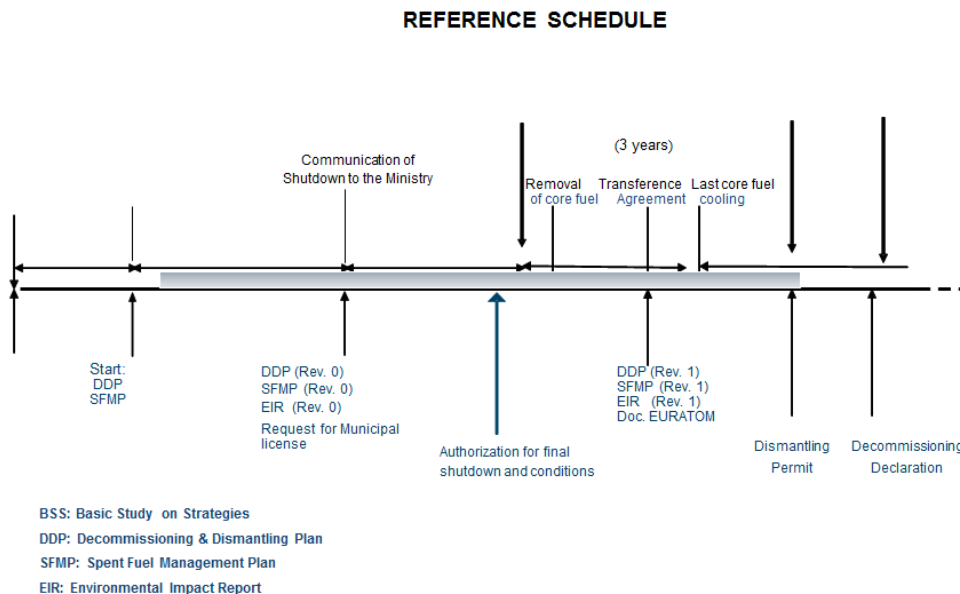 REFERENCE SCHEDULE
(3 years)
Communication of
Shutdown to the Ministry
Removal
of core fuel
Transference
Agreement
Last core fuel
cooling
Start:
DDP
SFMP
DDP (Rev. 0)
SFMP (Rev. 0)
EIR (Rev. 0)
Request for Municipal
license
Authorization for final
shutdown and conditions
DDP (Rev. 1)
SFMP (Rev. 1)
EIR (Rev. 1)
Doc. EURATOM
Dismantling
Permit
Decommissioning
Declaration
BSS: Basic Study on Strategies
DDP: Decommissioning & Dismantling Plan
SFMP: Spent Fuel Management Plan
EIR: Environmental Impact Report